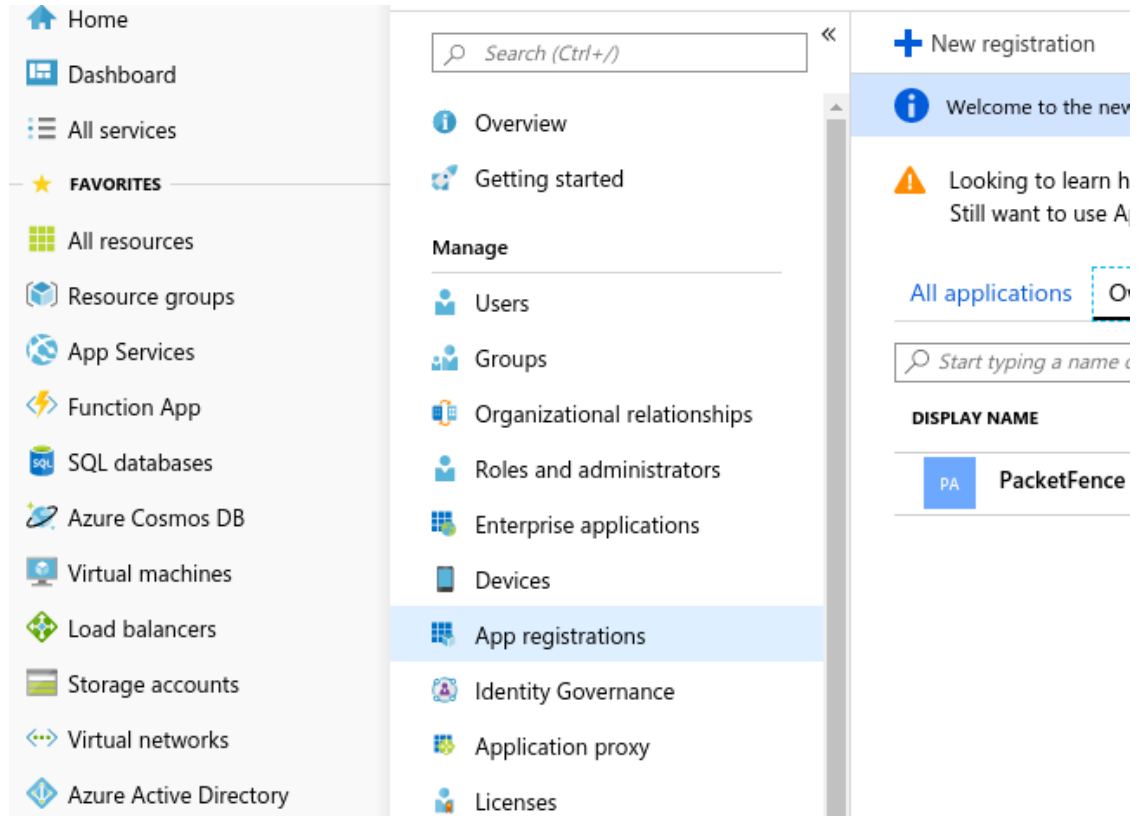 Home
Dashboard
All services
FAVORITES
All resources
Resource groups
App Services
Function App
SQL databases
Azure Cosmos DB
Virtual machines
Load balancers
Storage accounts
Virtual networks
Azure Active Directory
Search (Ctrl+/)
Overview
Getting started
Manage
Users
Groups
Organizational relationships
Roles and administrators
Enterprise applications
Devices
App registrations
Identity Governance
Application proxy
Licenses
New registration
Welcome to the new
Looking to learn h
Still want to use A
All applications
Start typing a name
DISPLAY NAME
PA PacketFence